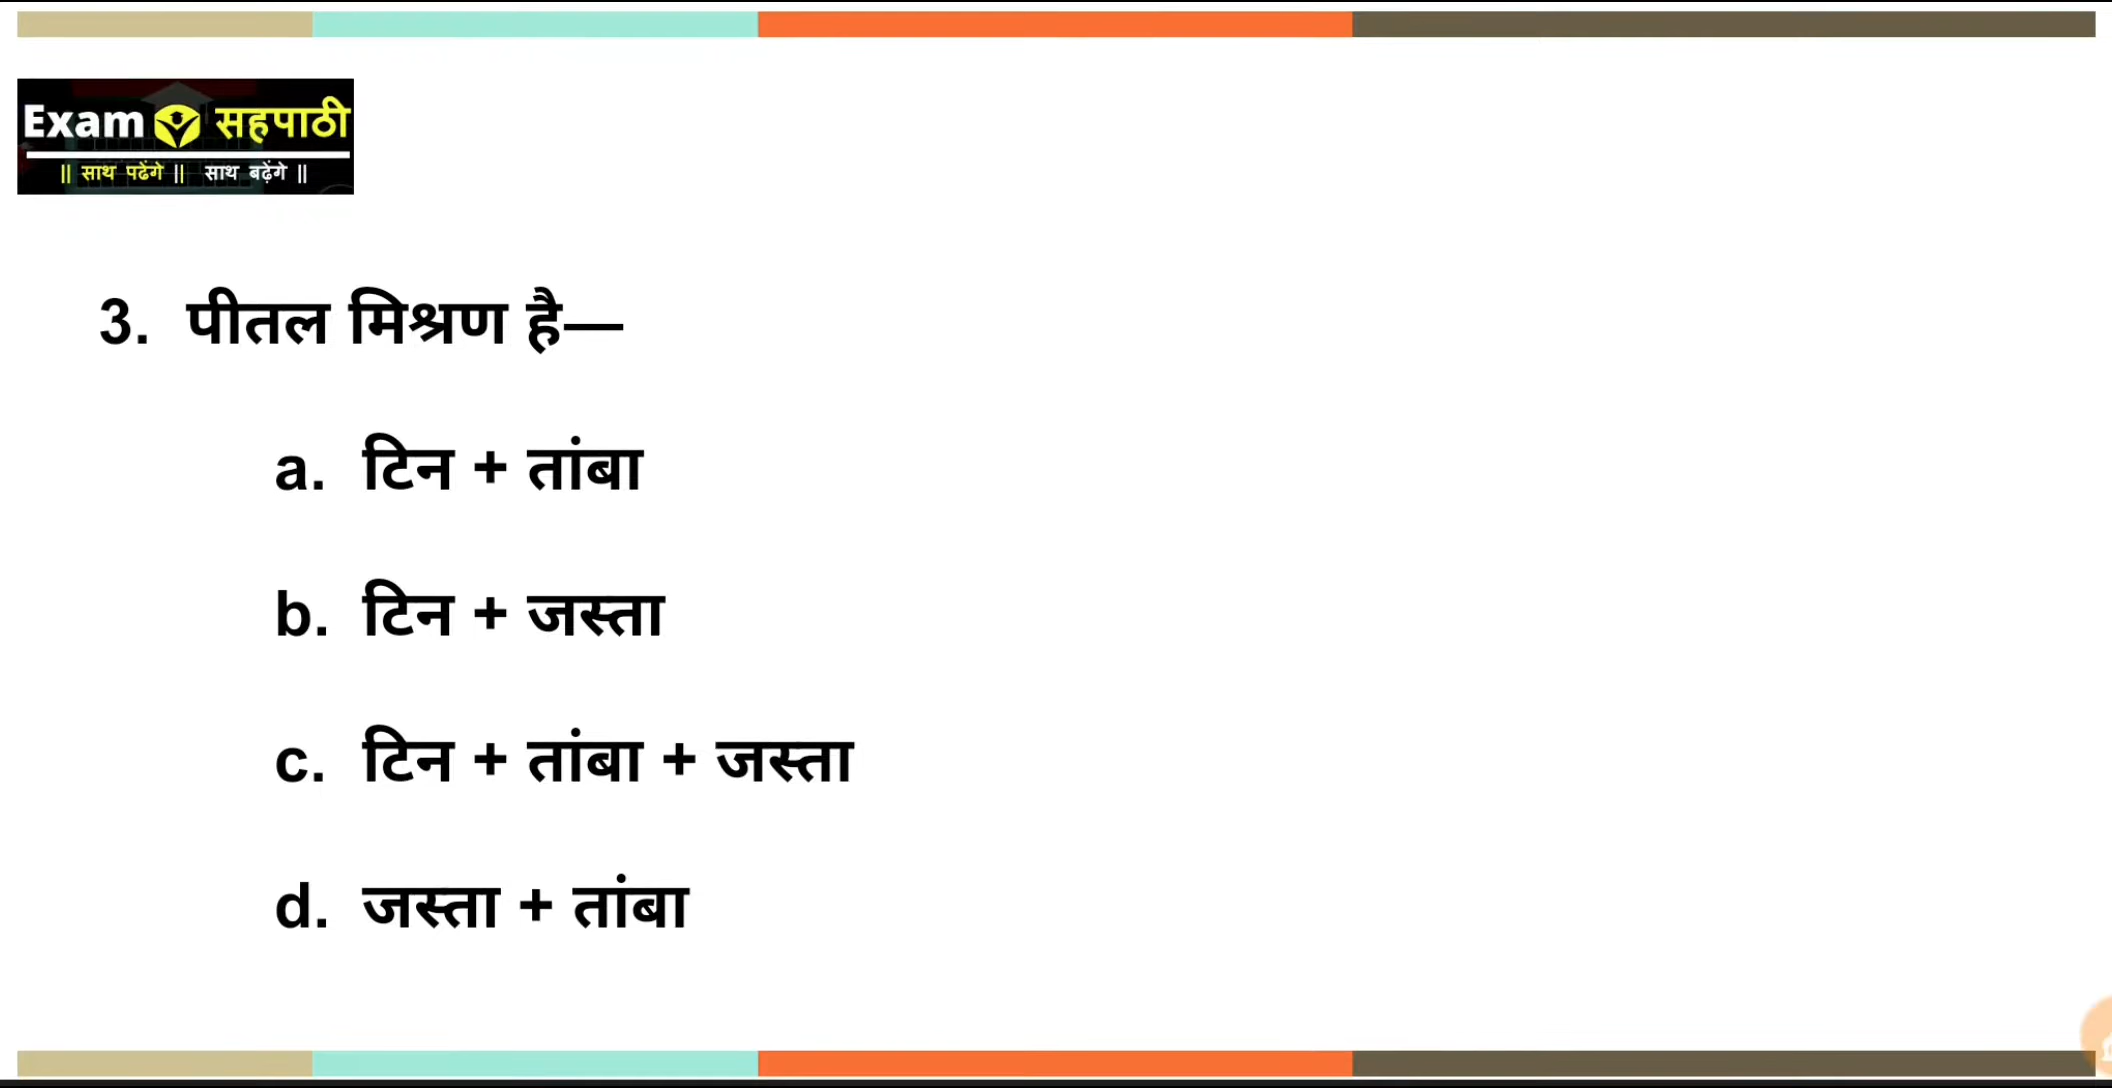 Exam सहपाठी
|| साथ पढेंगे || साथ बढ़ेंगे ||
3. पीतल मिश्रण है—
a. टिन + तांबा
b. टिन + जस्ता
c. टिन + तांबा + जस्ता
d. जस्ता + तांबा